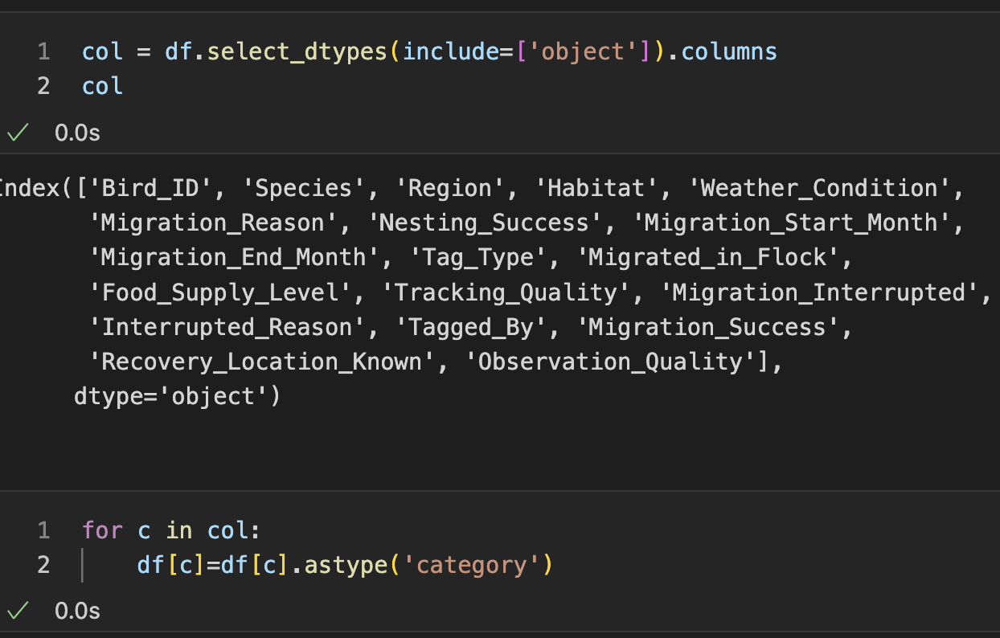 1 col = df.select_dtypes(include=['object']).columns
2 col
0.0s
Index(['Bird_ID', 'Species', 'Region', 'Habitat', 'Weather_Condition',
'Migration_Reason', 'Nesting_Success', 'Migration_Start_Month',
'Migration_End_Month', 'Tag_Type', 'Migrated_in_Flock',
'Food_Supply_Level', 'Tracking_Quality', 'Migration_Interrupted',
'Interrupted_Reason', 'Tagged_By', 'Migration_Success',
'Recovery_Location_Known', 'Observation_Quality'],
dtype='object')
1 for c in col:
2 df[c]=df[c].astype('category')
0.0s